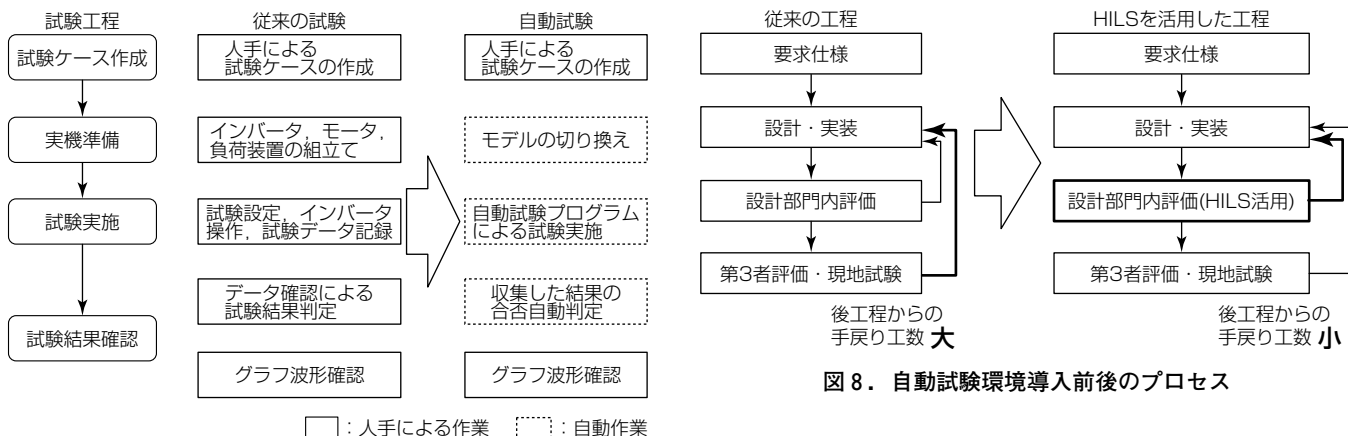 試験工程
試験ケース作成
実機準備
試験実施
試験結果確認
従来の試験
人手による
試験ケースの作成
インバータ，モータ，
負荷装置の組立て
試験設定，インバータ
操作，試験データ記録
データ確認による
試験結果判定
グラフ波形確認
自動試験
人手による
試験ケースの作成
モデルの切り換え
自動試験プログラム
による試験実施
収集した結果の
合否自動判定
グラフ波形確認
：人手による作業
：自動作業
従来の工程
要求仕様
設計・実装
設計部門内評価
第3者評価・現地試験
後工程からの
手戻り工数 大
HILSを活用した工程
要求仕様
設計・実装
設計部門内評価(HILS活用)
第3者評価・現地試験
後工程からの
手戻り工数 小
図８．自動試験環境導入前後のプロセス